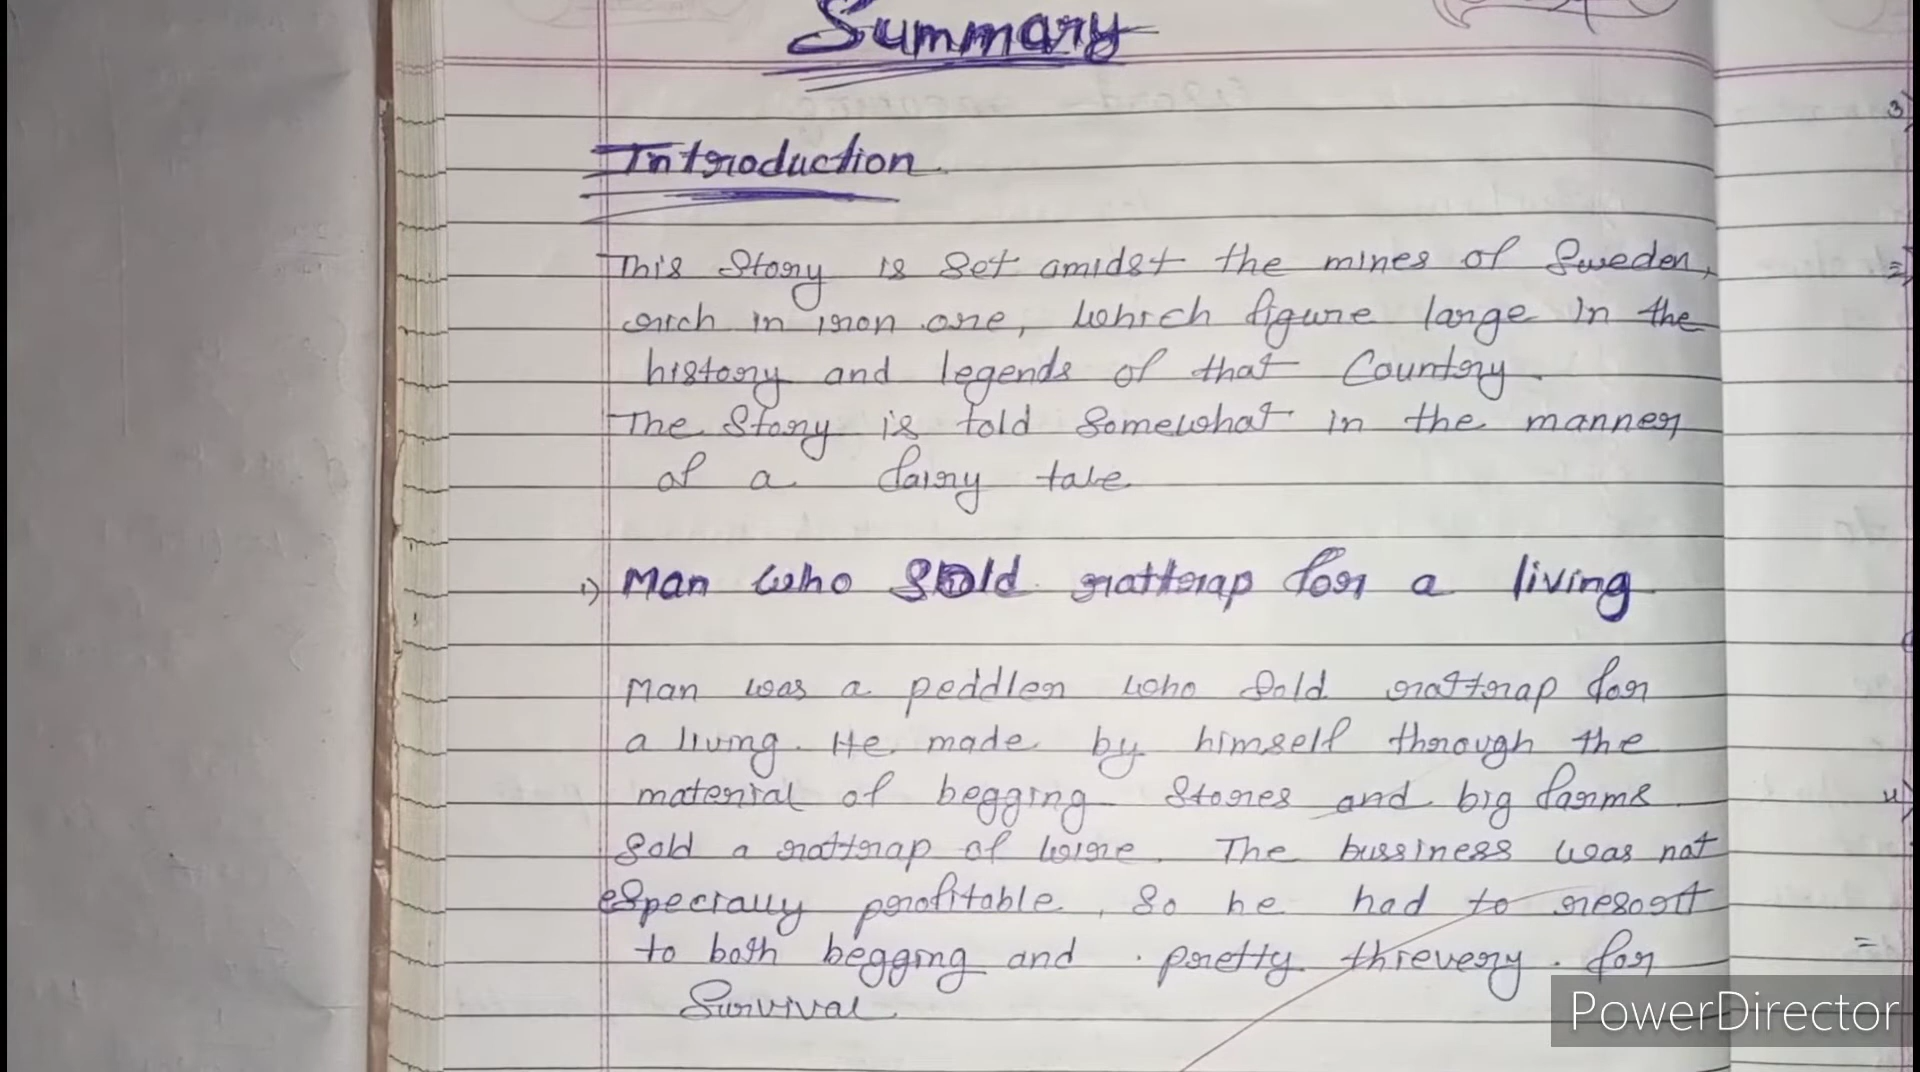 Summary
Introduction
This Story is Set amidst the mines of Sweden,
rich in iron ore, which figure large in the
history and legends of that Country.
The Story is told Somewhat in the manner
of a fairy tale
1) Man who Sold rattrap for a living
Man was a peddler who Sold rattrap for
a living. He made by himself through the
material of begging Stores and big farms
Sold a rattrap of wire. The bussiness was not
especially profitable, So he had to resort
to both begging and pretty thievery. for
Survival.
3)
=)
4)
=
PowerDirector